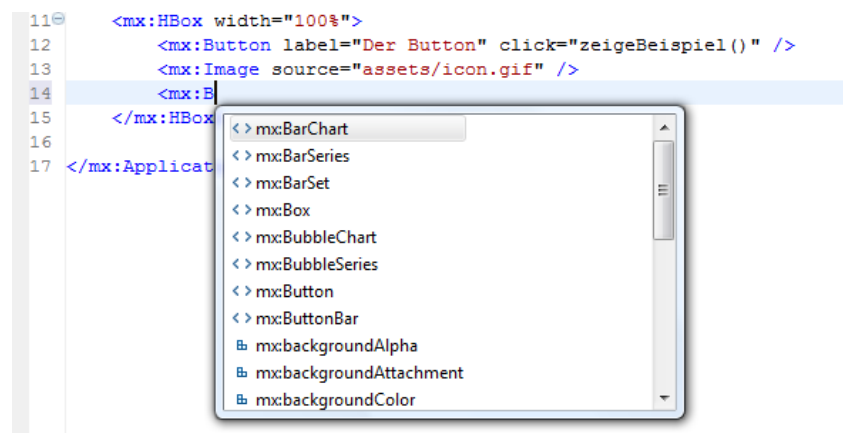 11 <mx:HBox width="100%">
12 <mx:Button label="Der Button" click="zeigeBeispiel()" />
13 <mx:Image source="assets/icon.gif" />
14 <mx:B
15 </mx:HBox
16
17 </mx:Applicat
<> mx:BarChart
<> mx:BarSeries
<> mx:BarSet
<> mx:Box
<> mx:BubbleChart
<> mx:BubbleSeries
<> mx:Button
<> mx:ButtonBar
mx:backgroundAlpha
mx:backgroundAttachment
mx:backgroundColor